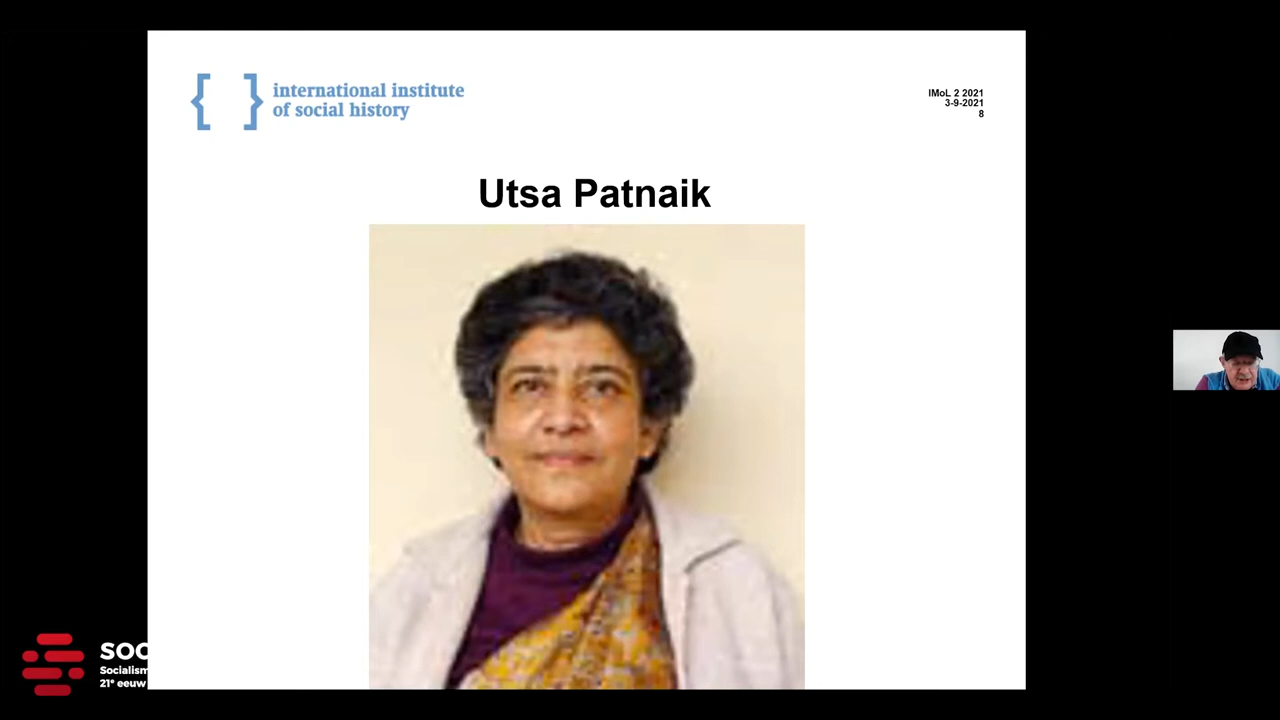 international institute
of social history
IMoL 2 2021
3-9-2021
8
Utsa Patnaik
SOC
Socialism
21e eeuw